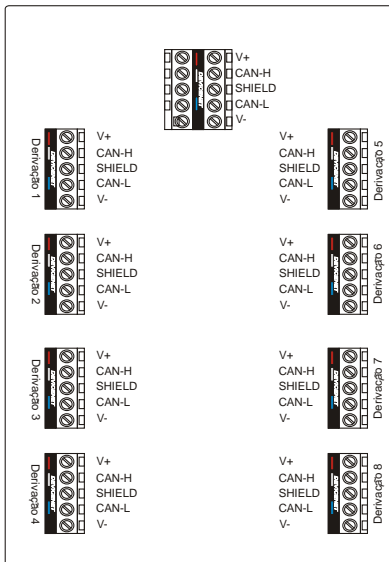 V+
CAN-H
SHIELD
CAN-L
V-
Derivação 1
V+
CAN-H
SHIELD
CAN-L
V-
V+
CAN-H
SHIELD
CAN-L
V-
Derivação 5
Derivação 2
V+
CAN-H
SHIELD
CAN-L
V-
V+
CAN-H
SHIELD
CAN-L
V-
Derivação 6
Derivação 3
V+
CAN-H
SHIELD
CAN-L
V-
V+
CAN-H
SHIELD
CAN-L
V-
Derivação 7
Derivação 4
V+
CAN-H
SHIELD
CAN-L
V-
V+
CAN-H
SHIELD
CAN-L
V-
Derivação 8